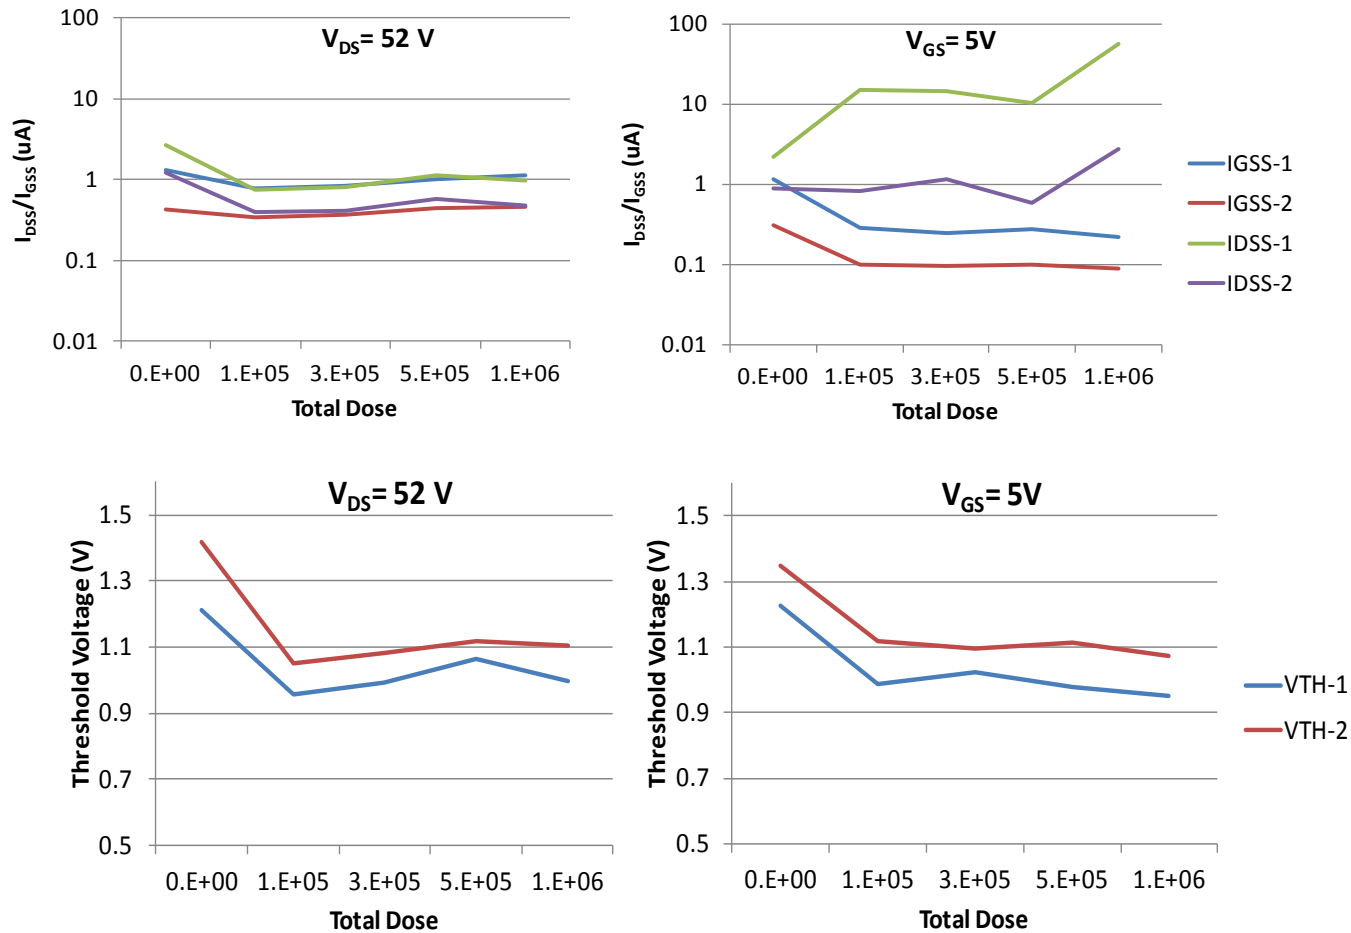 V_DS= 52 V
100
10
1
0.1
0.01
I_DSS/I_GSS (uA)
0.E+00 1.E+05 3.E+05 5.E+05 1.E+06
Total Dose
V_GS= 5V
100
10
1
0.1
0.01
I_DSS/I_GSS (uA)
0.E+00 1.E+05 3.E+05 5.E+05 1.E+06
Total Dose
IGSS-1
IGSS-2
IDSS-1
IDSS-2
V_DS= 52 V
1.5
1.3
1.1
0.9
0.7
0.5
Threshold Voltage (V)
0.E+00 1.E+05 3.E+05 5.E+05 1.E+06
Total Dose
V_GS= 5V
1.5
1.3
1.1
0.9
0.7
0.5
Threshold Voltage (V)
0.E+00 1.E+05 3.E+05 5.E+05 1.E+06
Total Dose
VTH-1
VTH-2